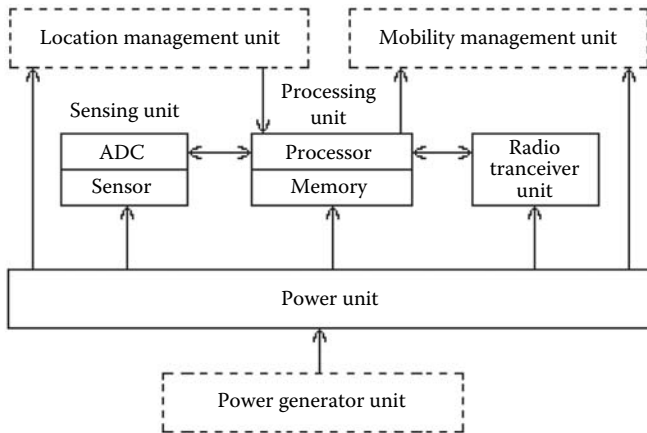 Location management unit
Mobility management unit
Sensing unit
Processing
unit
ADC
Sensor
Processor
Memory
Radio
tranceiver
unit
Power unit
Power generator unit